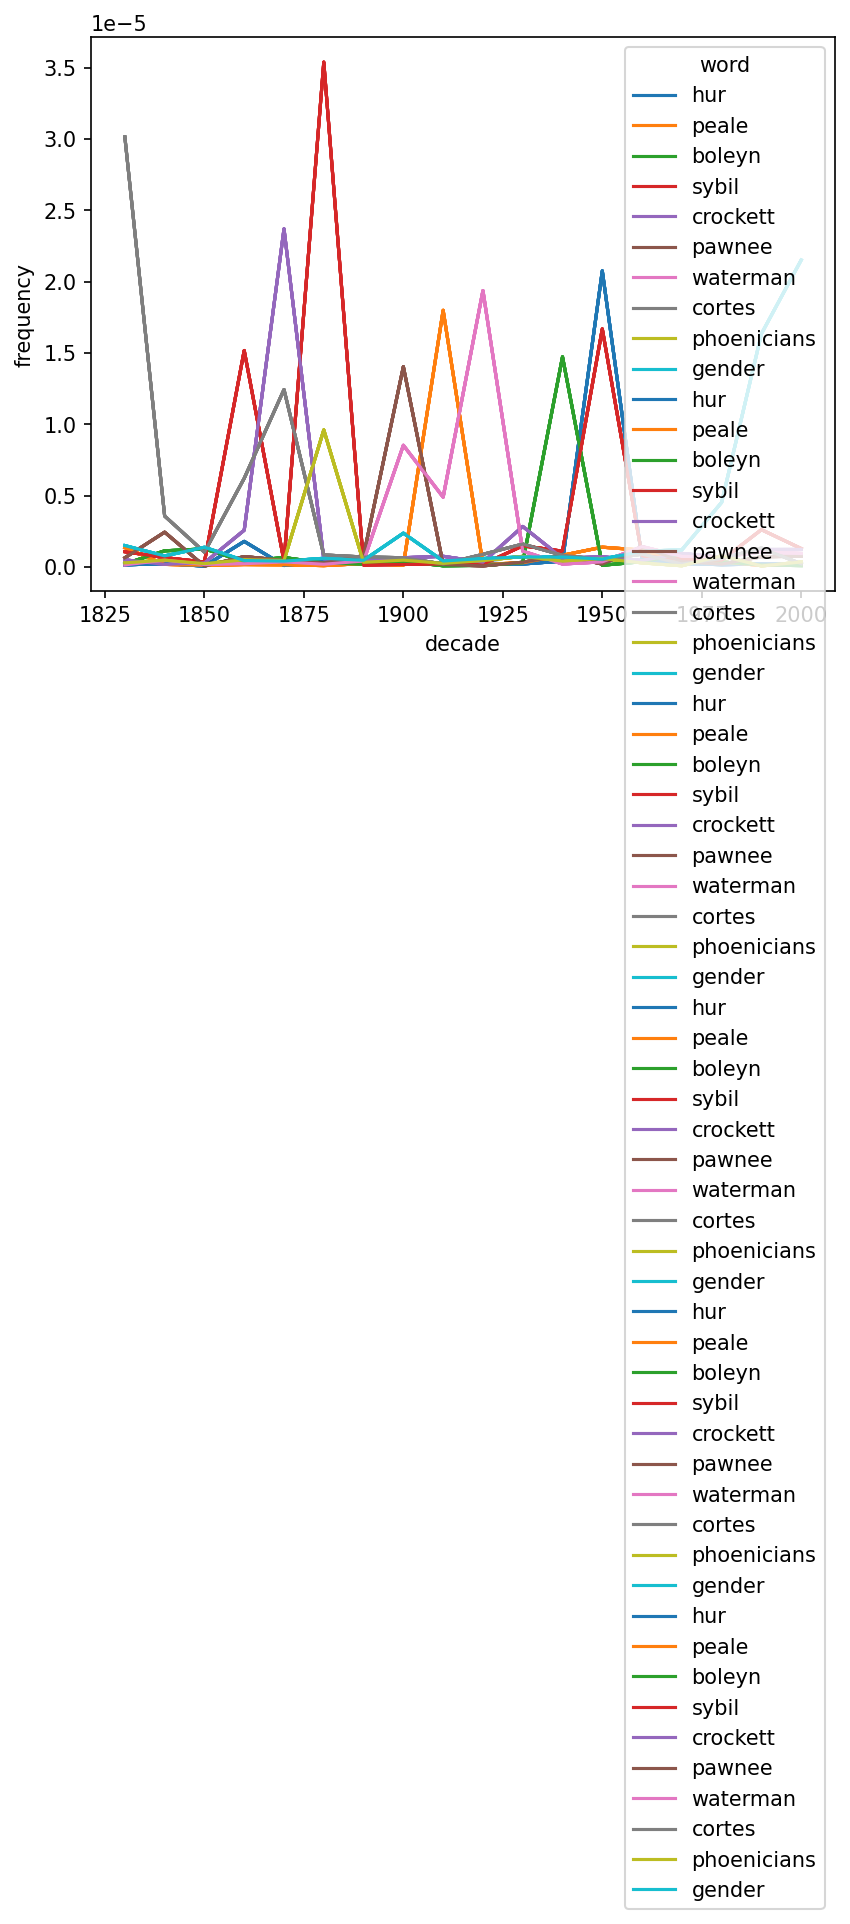 1e−5
3.5
3.0
2.5
2.0
1.5
1.0
0.5
0.0
frequency
1825 1850 1875 1900 1925 1950 1975 2000
decade
word
hur
peale
boleyn
sybil
crockett
pawnee
waterman
cortes
phoenicians
gender
hur
peale
boleyn
sybil
crockett
pawnee
waterman
cortes
phoenicians
gender
hur
peale
boleyn
sybil
crockett
pawnee
waterman
cortes
phoenicians
gender
hur
peale
boleyn
sybil
crockett
pawnee
waterman
cortes
phoenicians
gender
hur
peale
boleyn
sybil
crockett
pawnee
waterman
cortes
phoenicians
gender
hur
peale
boleyn
sybil
crockett
pawnee
waterman
cortes
phoenicians
gender